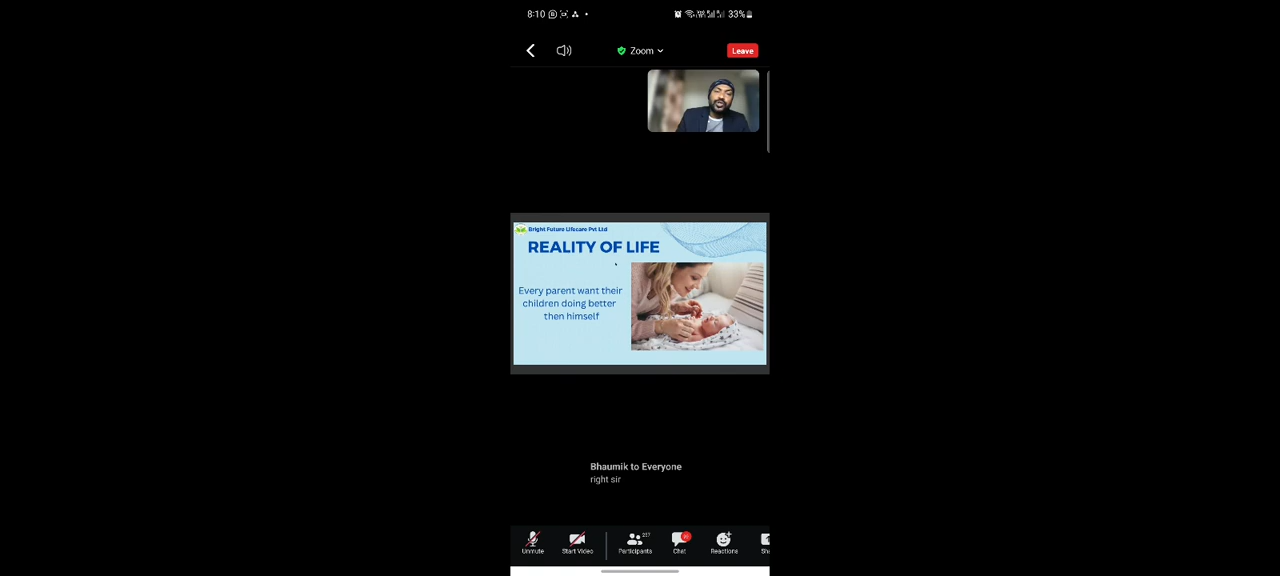 8:10
33%
Zoom
Leave
Bright Future Lifecare Pvt Ltd
REALITY OF LIFE
Every parent want their
children doing better
then himself
Bhaumik to Everyone
right sir
Unmute
Start Video
Participants
Chat
Reactions